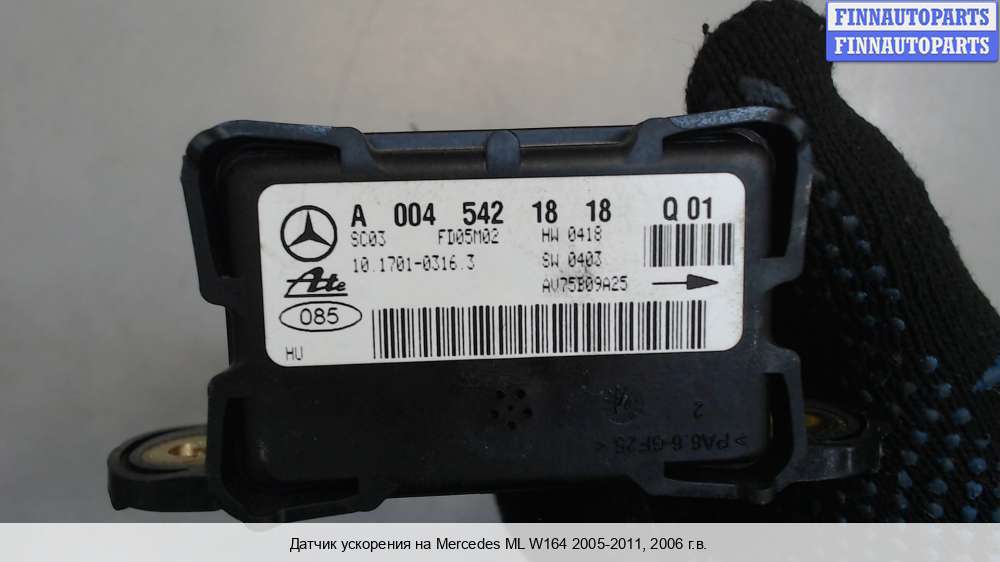 FINNAUTOPARTS
FINNAUTOPARTS
A 004 542 18 18 Q 01
SC03 FD05M02 HW 0418
10.1701-0316.3 SW 0403
Ate AV75B09A25
085
HU
2
>PA6.6-GF25<
Датчик ускорения на Mercedes ML W164 2005-2011, 2006 г.в.